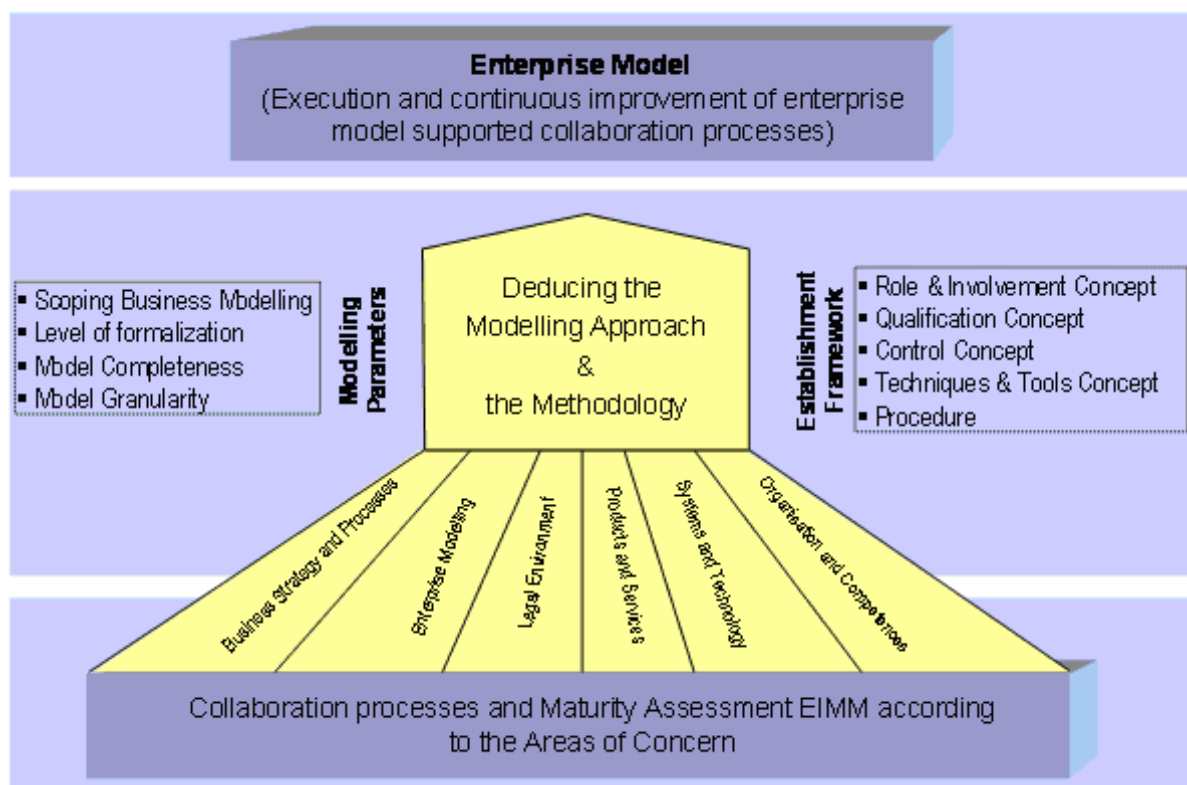 Enterprise Model
(Execution and continuous improvement of enterprise
model supported collaboration processes)
▪ Scoping Business Modelling
▪ Level of formalization
▪ Model Completeness
▪ Model Granularity
Modelling
Parameters
Deducing the
Modelling Approach
&
the Methodology
Establishment
Framework
▪ Role & Involvement Concept
▪ Qualification Concept
▪ Control Concept
▪ Techniques & Tools Concept
▪ Procedure
Business Strategy and Processes
Enterprise Modelling
Legal Environment
Products and Services
Systems and Technology
Organisation and Competences
Collaboration processes and Maturity Assessment EIMM according
to the Areas of Concern